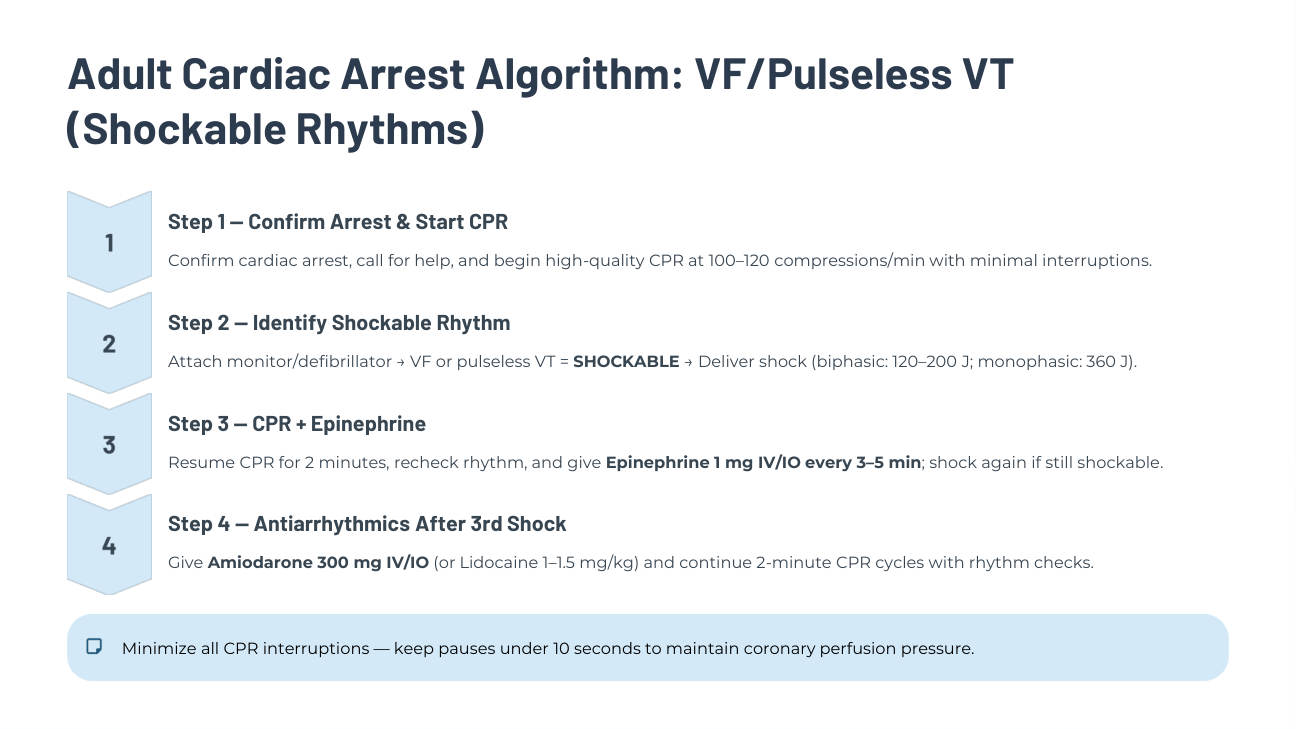 Adult Cardiac Arrest Algorithm: VF/Pulseless VT
(Shockable Rhythms)
1
Step 1 — Confirm Arrest & Start CPR
Confirm cardiac arrest, call for help, and begin high-quality CPR at 100–120 compressions/min with minimal interruptions.
2
Step 2 — Identify Shockable Rhythm
Attach monitor/defibrillator → VF or pulseless VT = SHOCKABLE → Deliver shock (biphasic: 120–200 J; monophasic: 360 J).
3
Step 3 — CPR + Epinephrine
Resume CPR for 2 minutes, recheck rhythm, and give Epinephrine 1 mg IV/IO every 3–5 min; shock again if still shockable.
4
Step 4 — Antiarrhythmics After 3rd Shock
Give Amiodarone 300 mg IV/IO (or Lidocaine 1–1.5 mg/kg) and continue 2-minute CPR cycles with rhythm checks.
Minimize all CPR interruptions — keep pauses under 10 seconds to maintain coronary perfusion pressure.